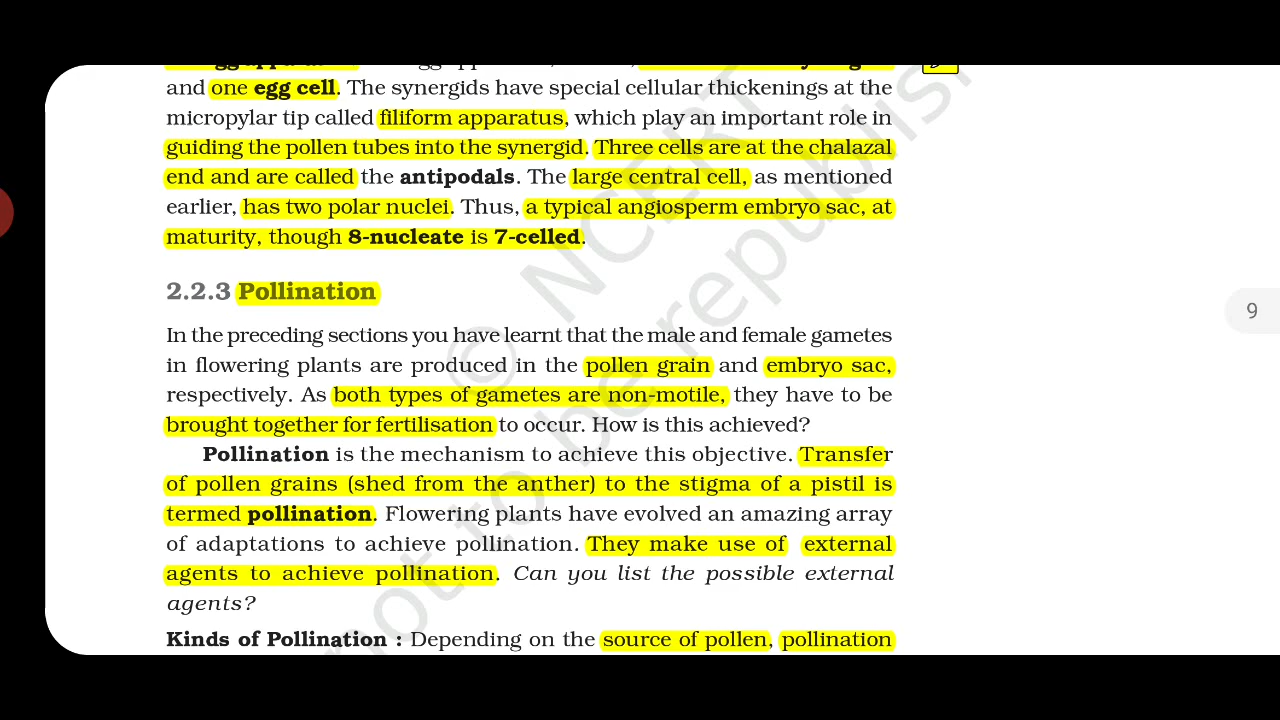 and one egg cell. The synergids have special cellular thickenings at the
micropylar tip called filiform apparatus, which play an important role in
guiding the pollen tubes into the synergid. Three cells are at the chalazal
end and are called the antipodals. The large central cell, as mentioned
earlier, has two polar nuclei. Thus, a typical angiosperm embryo sac, at
maturity, though 8-nucleate is 7-celled.
2.2.3 Pollination
In the preceding sections you have learnt that the male and female gametes
in flowering plants are produced in the pollen grain and embryo sac,
respectively. As both types of gametes are non-motile, they have to be
brought together for fertilisation to occur. How is this achieved?
Pollination is the mechanism to achieve this objective. Transfer
of pollen grains (shed from the anther) to the stigma of a pistil is
termed pollination. Flowering plants have evolved an amazing array
of adaptations to achieve pollination. They make use of external
agents to achieve pollination. Can you list the possible external
agents?
Kinds of Pollination : Depending on the source of pollen, pollination
9
© NCERT
not to be republis